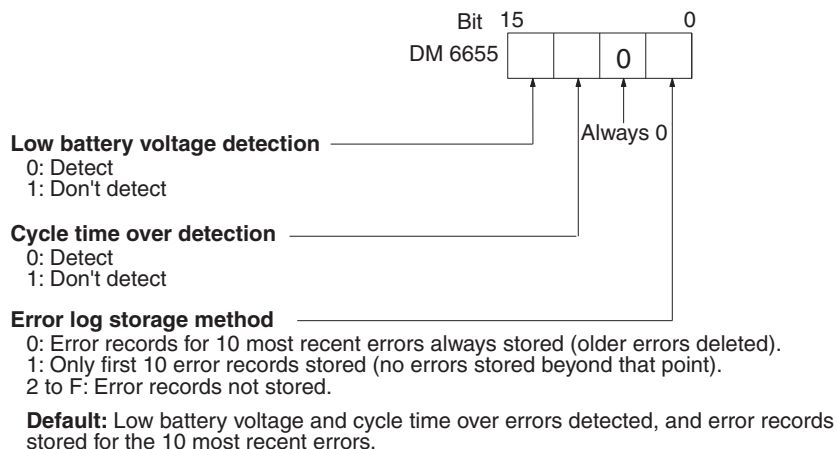 Bit 15 0
DM 6655 0
Always 0
Low battery voltage detection
0: Detect
1: Don't detect
Cycle time over detection
0: Detect
1: Don't detect
Error log storage method
0: Error records for 10 most recent errors always stored (older errors deleted).
1: Only first 10 error records stored (no errors stored beyond that point).
2 to F: Error records not stored.
Default: Low battery voltage and cycle time over errors detected, and error records
stored for the 10 most recent errors.